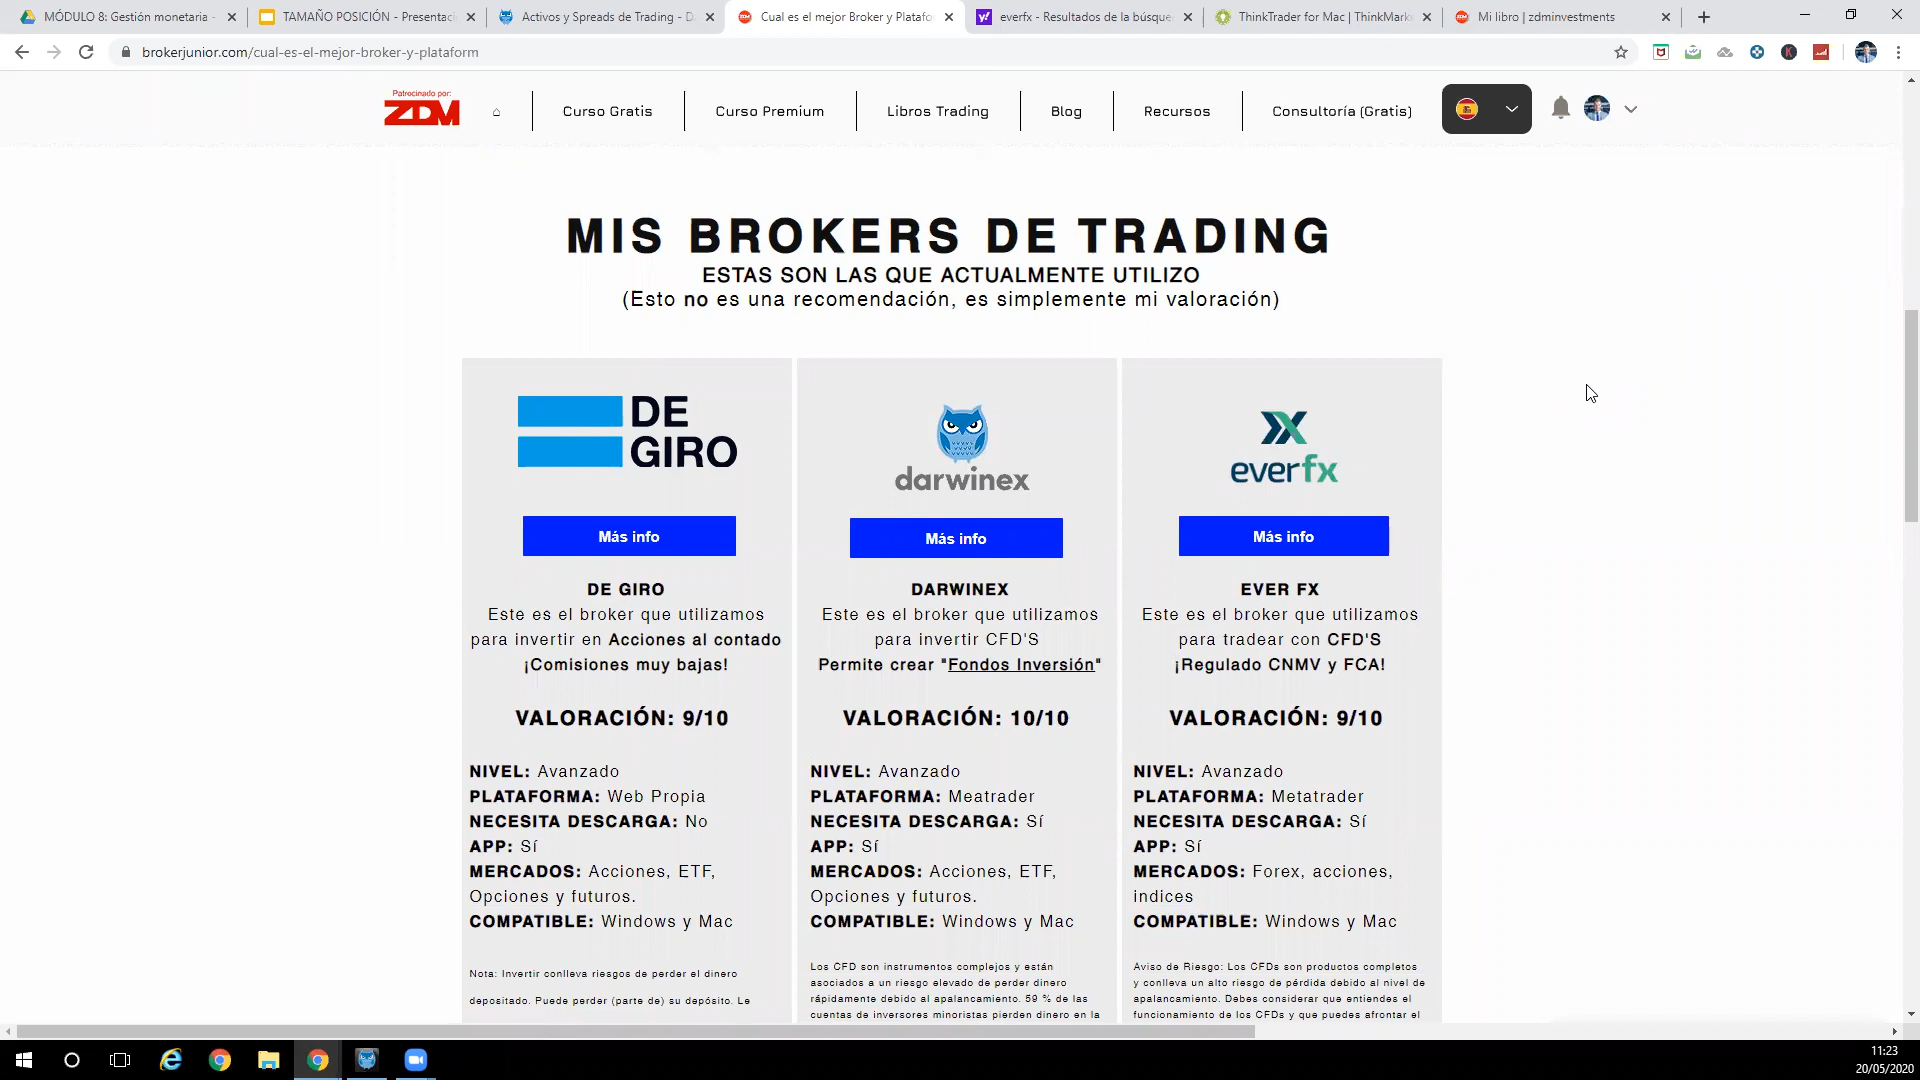 MÓDULO 8: Gestión monetaria -
TAMAÑO POSICIÓN - Presentac
Activos y Spreads de Trading - D
Cual es el mejor Broker y Platafo
everfx - Resultados de la búsque
ThinkTrader for Mac | ThinkMark
Mi libro | zdminvestments
brokerjunior.com/cual-es-el-mejor-broker-y-plataform
Patrocinado por:
ZDM
Curso Gratis
Curso Premium
Libros Trading
Blog
Recursos
Consultoría (Gratis)
MIS BROKERS DE TRADING
ESTAS SON LAS QUE ACTUALMENTE UTILIZO
(Esto no es una recomendación, es simplemente mi valoración)
DE
GIRO
Más info
DE GIRO
Este es el broker que utilizamos
para invertir en Acciones al contado
¡Comisiones muy bajas!
VALORACIÓN: 9/10
NIVEL: Avanzado
PLATAFORMA: Web Propia
NECESITA DESCARGA: No
APP: Sí
MERCADOS: Acciones, ETF,
Opciones y futuros.
COMPATIBLE: Windows y Mac
Nota: Invertir conlleva riesgos de perder el dinero
depositado. Puede perder (parte de) su depósito. Le
darwinex
Más info
DARWINEX
Este es el broker que utilizamos
para invertir CFD'S
Permite crear "Fondos Inversión"
VALORACIÓN: 10/10
NIVEL: Avanzado
PLATAFORMA: Meatrader
NECESITA DESCARGA: Sí
APP: Sí
MERCADOS: Acciones, ETF,
Opciones y futuros.
COMPATIBLE: Windows y Mac
Los CFD son instrumentos complejos y están
asociados a un riesgo elevado de perder dinero
rápidamente debido al apalancamiento. 59 % de las
cuentas de inversores minoristas pierden dinero en la
everfx
Más info
EVER FX
Este es el broker que utilizamos
para tradear con CFD'S
¡Regulado CNMV y FCA!
VALORACIÓN: 9/10
NIVEL: Avanzado
PLATAFORMA: Metatrader
NECESITA DESCARGA: Sí
APP: Sí
MERCADOS: Forex, acciones,
indices
COMPATIBLE: Windows y Mac
Aviso de Riesgo: Los CFDs son productos completos
y conlleva un alto riesgo de pérdida debido al nivel de
apalancamiento. Debes considerar que entiendes el
funcionamiento de los CFDs y que puedes afrontar el
11:23
20/05/2020